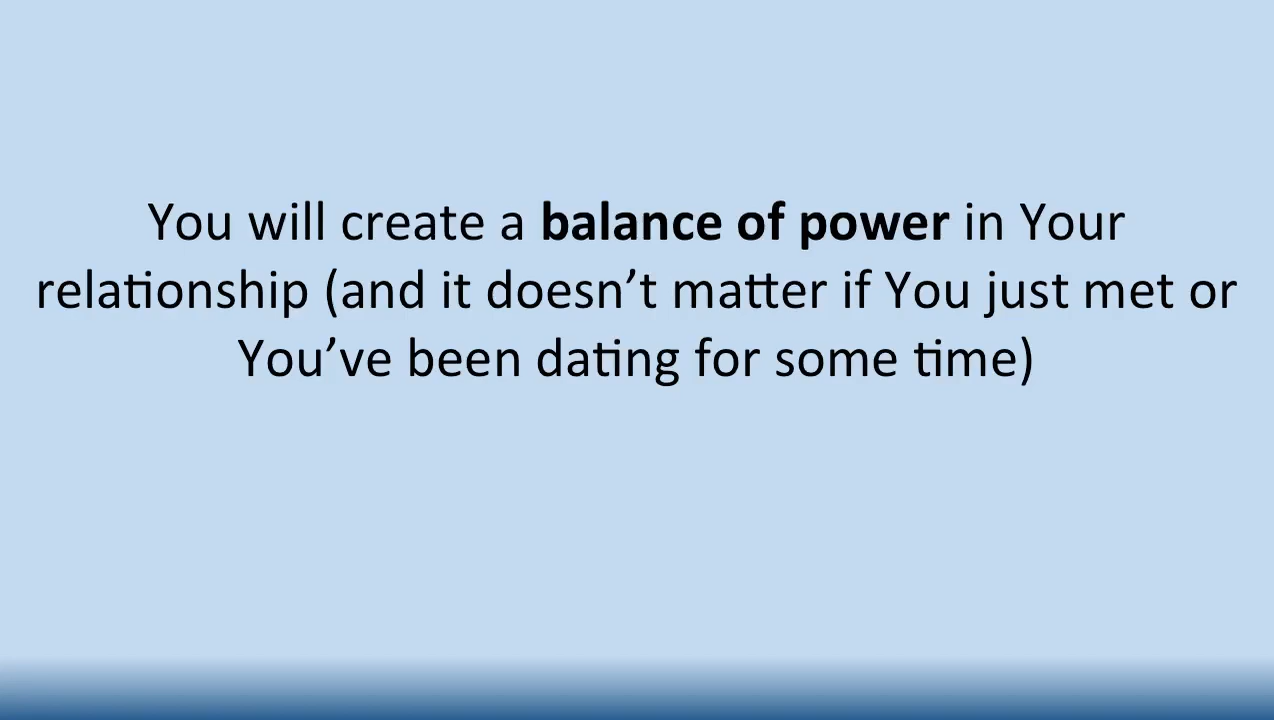 You will create a balance of power in Your
relationship (and it doesn’t matter if You just met or
You’ve been dating for some time)